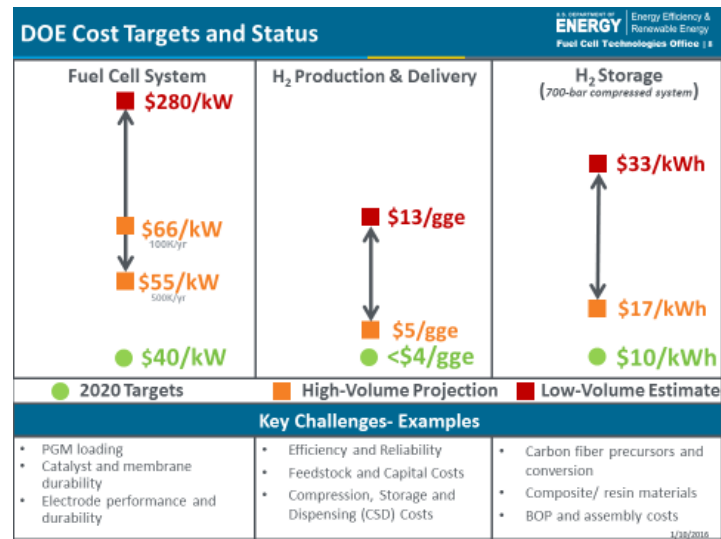 DOE Cost Targets and Status
U.S. DEPARTMENT OF
ENERGY
Energy Efficiency &
Renewable Energy
Fuel Cell Technologies Office | 8
Fuel Cell System
$280/kW
$66/kW
100K/yr
$55/kW
500K/yr
$40/kW
H2 Production & Delivery
$13/gge
$5/gge
<$4/gge
H2 Storage
(700-bar compressed system)
$33/kWh
$17/kWh
$10/kWh
2020 Targets
High-Volume Projection
Low-Volume Estimate
Key Challenges- Examples
• PGM loading
• Catalyst and membrane
durability
• Electrode performance and
durability
• Efficiency and Reliability
• Feedstock and Capital Costs
• Compression, Storage and
Dispensing (CSD) Costs
• Carbon fiber precursors and
conversion
• Composite/ resin materials
• BOP and assembly costs
1/10/2016